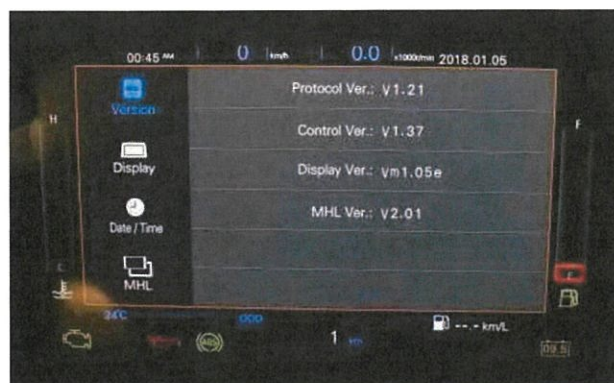 00:45 AM 0 km/h 0.0 x1000r/min 2018.01.05
Version
Protocol Ver.: V1.21
Control Ver.: V1.37
Display
Display Ver.: Vm1.05e
Date / Time
MHL Ver.: V2.01
MHL
H
F
C
E
24°C
ODO
--.- km/L
1 km
ABS
09.5